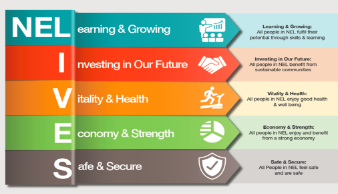 NEL earning & Growing
Learning & Growing:
All people in NEL fulfil their
potential through skills & learning
I nvesting in Our Future
Investing in Our Future:
All people in NEL benefit from
sustainable communities
V itality & Health
Vitality & Health:
All people in NEL enjoy good health
& well being
E conomy & Strength
Economy & Strength:
All people in NEL enjoy and benefit
from a strong economy
S afe & Secure
Safe & Secure:
All People in NEL feel safe
and are safe